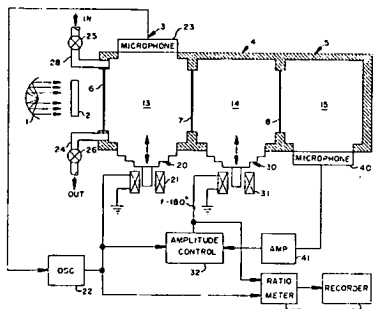 IN
3
23
25
MICROPHONE
4
5
28
6
1
2
13
7
14
8
15
24
26
20
21
30
31
MICROPHONE
40
OUT
f-180°
AMPLITUDE CONTROL
32
AMP
41
OSC
22
RATIO METER
RECORDER